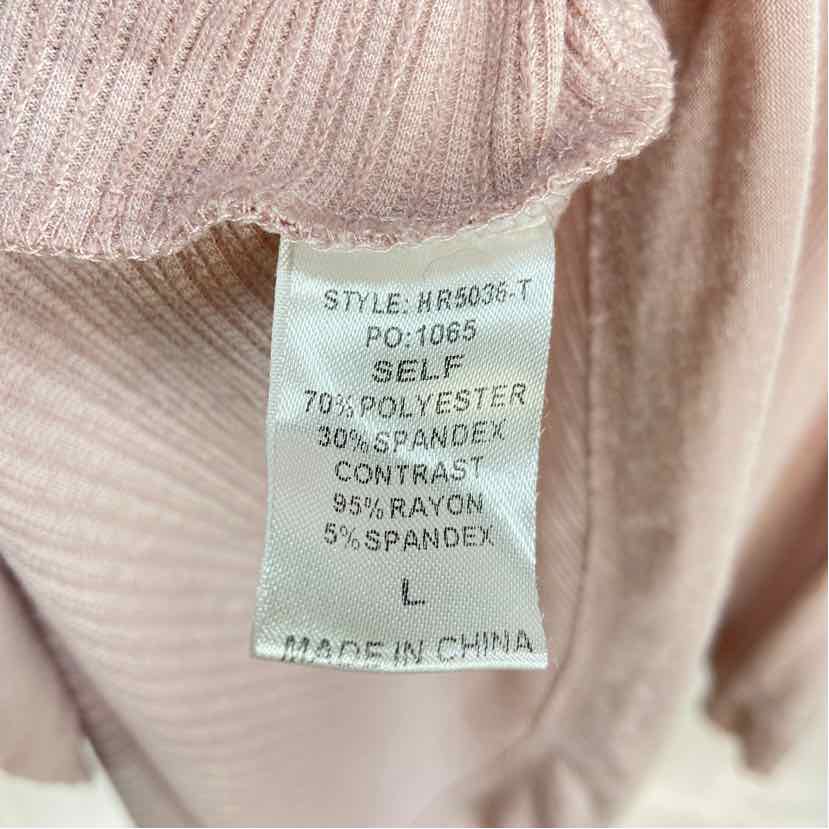 STYLE: HR5036-T
PO:1065
SELF
70%POLYESTER
30%SPANDEX
CONTRAST
95%RAYON
5%SPANDEX
L
MADE IN CHINA